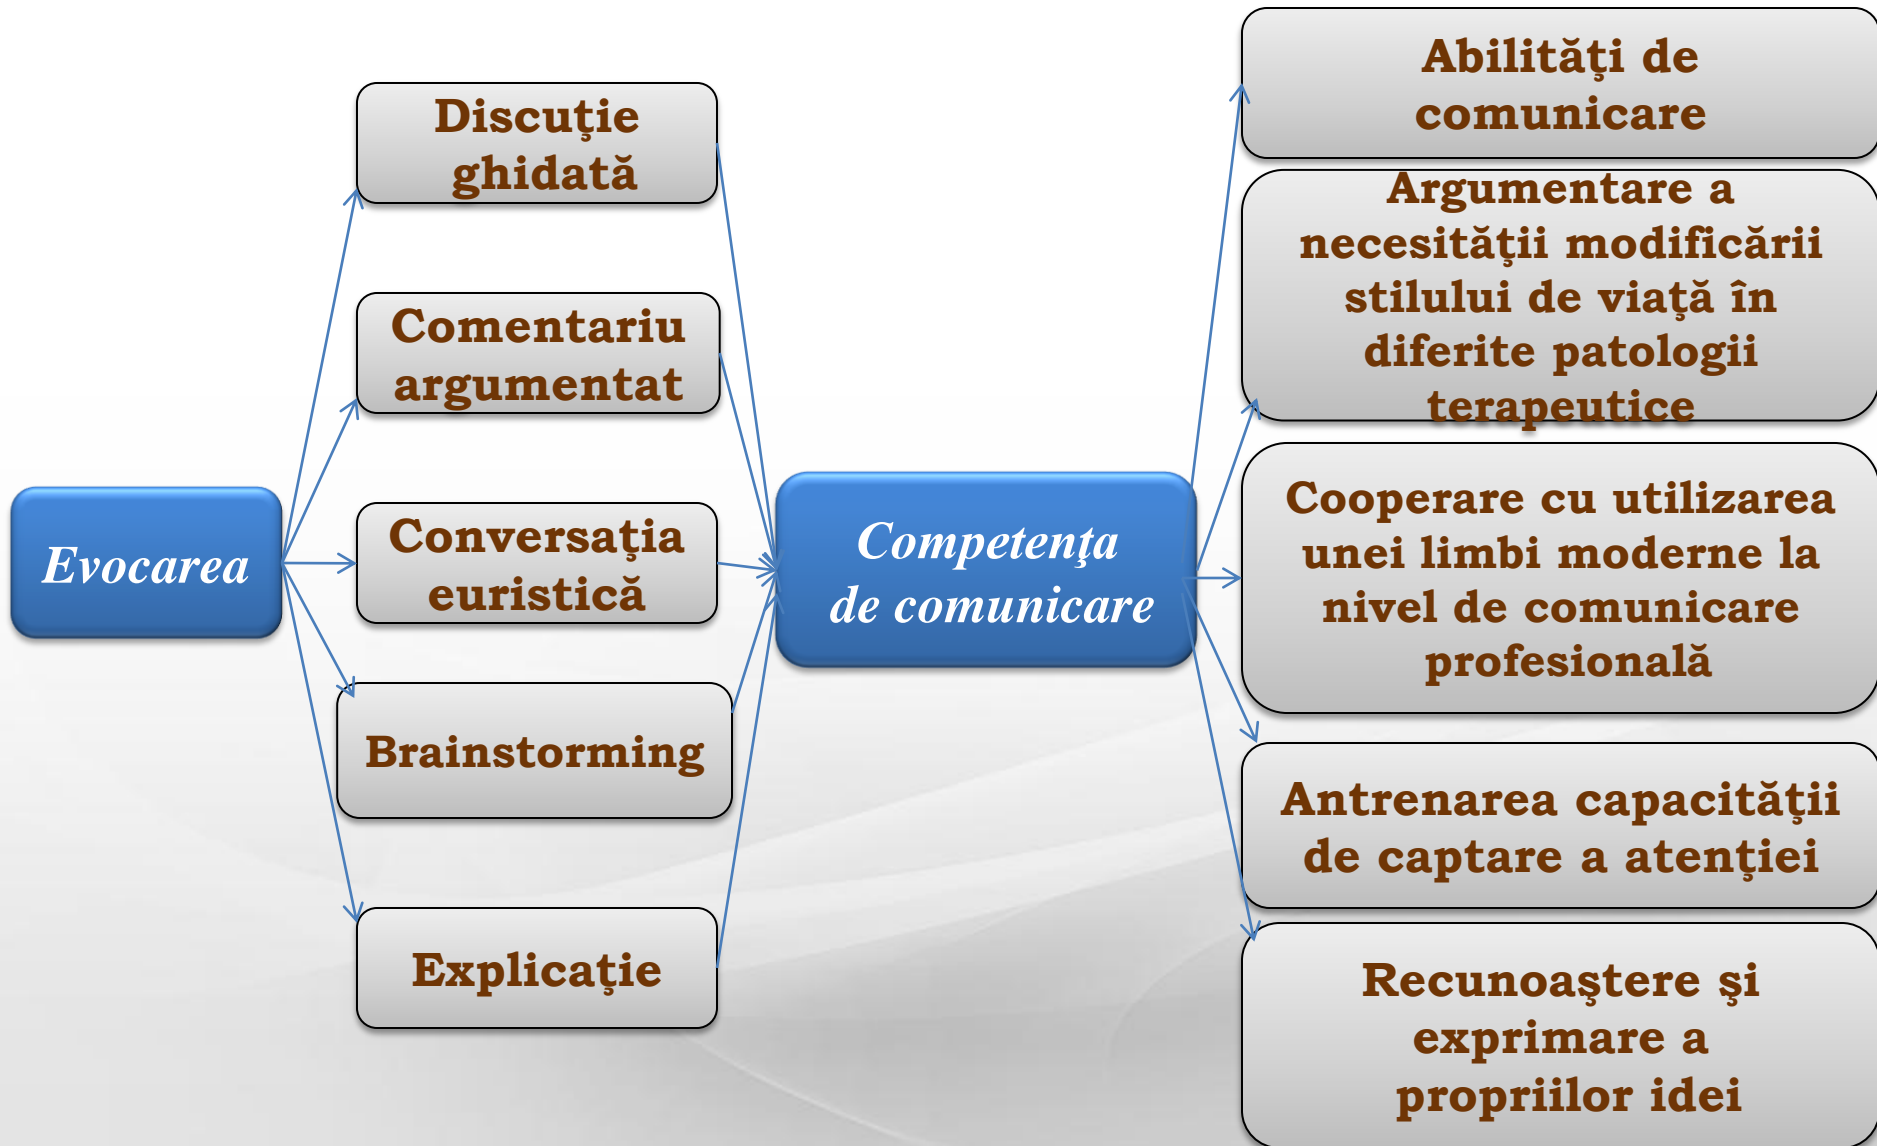 Evocarea
Discuţie
ghidată
Comentariu
argumentat
Conversaţia
euristică
Brainstorming
Explicaţie
Competenţa
de comunicare
Abilităţi de
comunicare
Argumentare a
necesităţii modificării
stilului de viaţă în
diferite patologii
terapeutice
Cooperare cu utilizarea
unei limbi moderne la
nivel de comunicare
profesională
Antrenarea capacităţii
de captare a atenţiei
Recunoaştere şi
exprimare a
propriilor idei